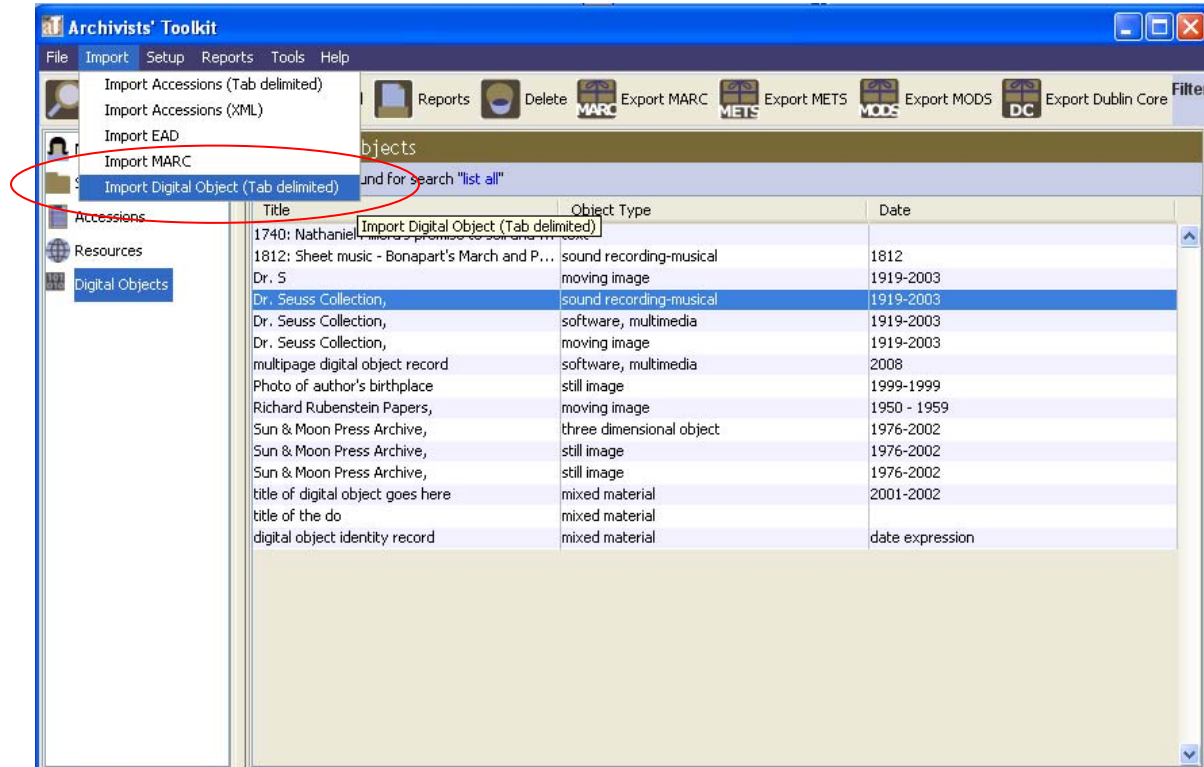 Archivists' Toolkit
File Import Setup Reports Tools Help
Import Accessions (Tab delimited)
Import Accessions (XML)
Import EAD
Import MARC
Import Digital Object (Tab delimited)
Reports Delete MARC Export MARC METS Export METS MODS Export MODS DC Export Dublin Core Filte
bjects
und for search "list all"
Accessions
Resources
Digital Objects
Title Object Type Date
Import Digital Object (Tab delimited)
1740: Nathaniel
1812: Sheet music - Bonapart's March and P... sound recording-musical 1812
Dr. S moving image 1919-2003
Dr. Seuss Collection, sound recording-musical 1919-2003
Dr. Seuss Collection, software, multimedia 1919-2003
Dr. Seuss Collection, moving image 1919-2003
multipage digital object record software, multimedia 2008
Photo of author's birthplace still image 1999-1999
Richard Rubenstein Papers, moving image 1950 - 1959
Sun & Moon Press Archive, three dimensional object 1976-2002
Sun & Moon Press Archive, still image 1976-2002
Sun & Moon Press Archive, still image 1976-2002
title of digital object goes here mixed material 2001-2002
title of the do mixed material
digital object identity record mixed material date expression